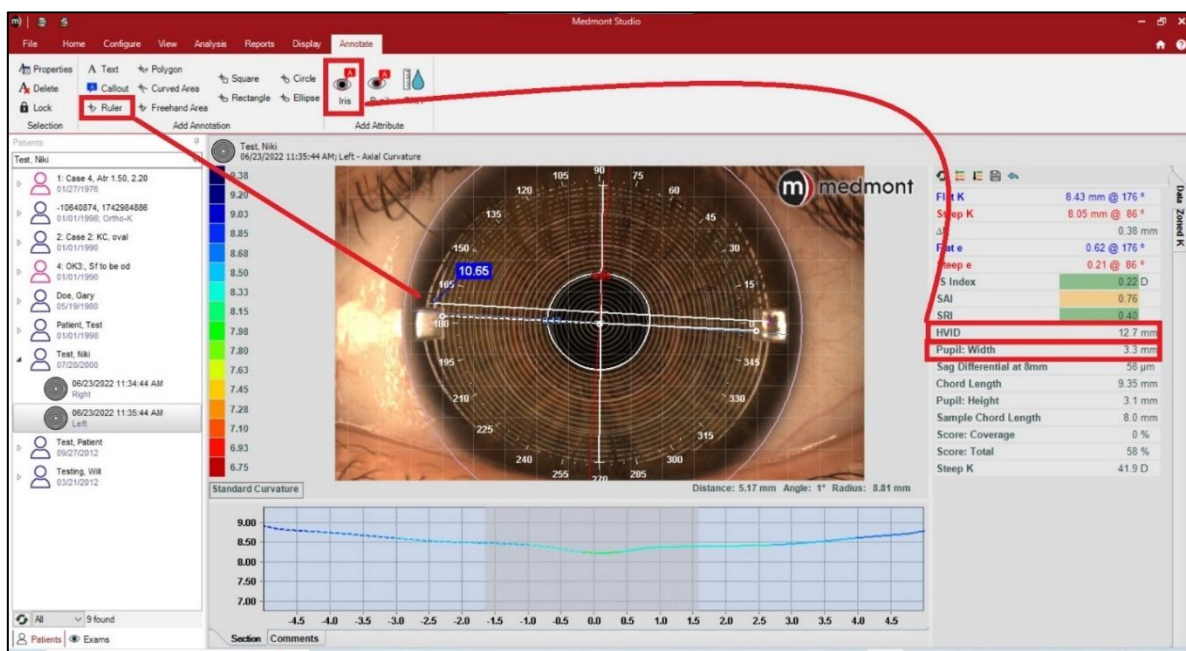 m)
Medmont Studio
File Home Configure View Analysis Reports Display Annotate
Properties A Text Polygon
Delete Callout Curved Area Square Circle
Lock Ruler Freehand Area Rectangle Ellipse Iris
Selection Add Annotation Add Attribute
Patients
Test, Niki
1: Case 4, Atr 1.50, 2.20
01/27/1976
-10640874, 1742984886
01/01/1998; Ortho-K
2: Case 2: KC, oval
01/01/1990
4: OK3:, Sf to be od
01/01/1990
Doe, Gary
05/19/1980
Patient, Test
01/01/1998
Test, Niki
07/20/2000
06/23/2022 11:34:44 AM
Right
06/23/2022 11:35:44 AM
Left
Test, Patient
09/27/2012
Testing, Will
03/21/2012
All 9 found
Patients Exams
Test, Niki
06/23/2022 11:35:44 AM; Left - Axial Curvature
9.38
9.20
9.03
8.85
8.68
8.50
8.33
8.15
7.98
7.80
7.63
7.45
7.28
7.10
6.93
6.75
m) medmont
105 90 75
120 60
135 45
150 30
10.65
165 15
180 0
195 345
210 330
225 315
240 300
255 270 285
Standard Curvature
Distance: 5.17 mm Angle: 1° Radius: 8.81 mm
9.00
8.50
8.00
7.50
7.00
-4.5 -4.0 -3.5 -3.0 -2.5 -2.0 -1.5 -1.0 -0.5 0.0 0.5 1.0 1.5 2.0 2.5 3.0 3.5 4.0 4.5
Section Comments
Flat K 8.43 mm @ 176 °
Steep K 8.05 mm @ 86 °
0.38 mm
Flat e 0.62 @ 176 °
Steep e 0.21 @ 86 °
IS Index 0.22 D
SAI 0.76
SRI 0.40
HVID 12.7 mm
Pupil: Width 3.3 mm
Sag Differential at 8mm 58 µm
Chord Length 9.35 mm
Pupil: Height 3.1 mm
Sample Chord Length 8.0 mm
Score: Coverage 0 %
Score: Total 58 %
Steep K 41.9 D
Data
Zoned K